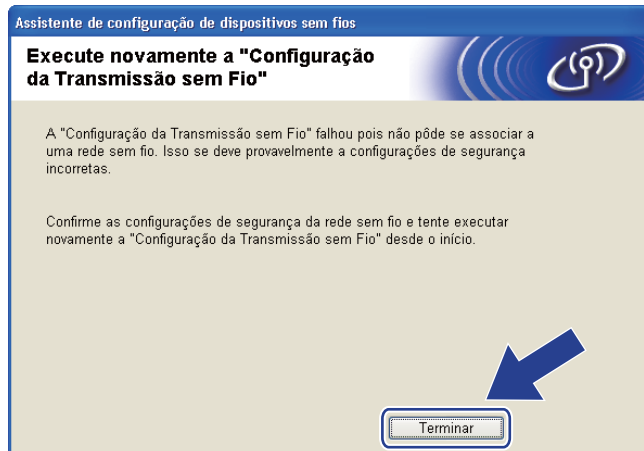 Assistente de configuração de dispositivos sem fios
Execute novamente a "Configuração
da Transmissão sem Fio"
A "Configuração da Transmissão sem Fio" falhou pois não pôde se associar a
uma rede sem fio. Isso se deve provavelmente a configurações de segurança
incorretas.
Confirme as configurações de segurança da rede sem fio e tente executar
novamente a "Configuração da Transmissão sem Fio" desde o início.
Terminar